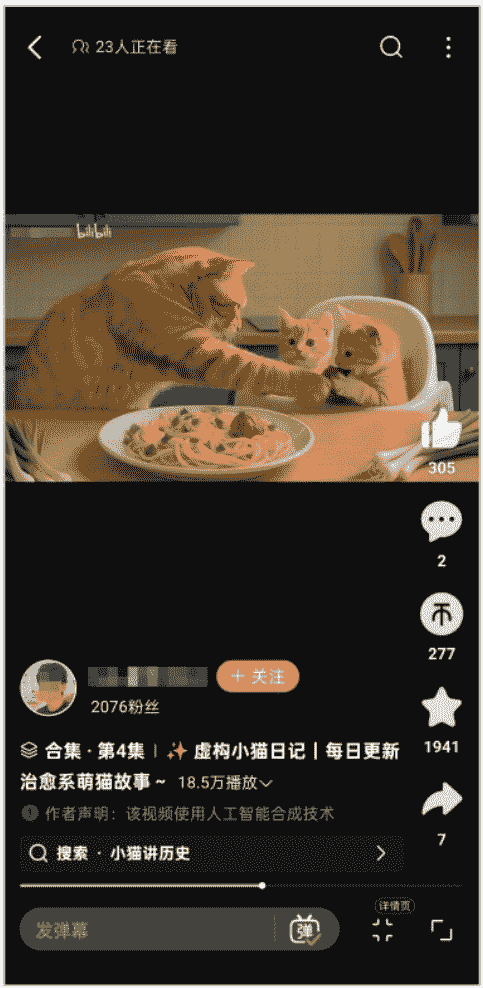 23人正在看
bilibili
305
2
277
1941
7
+ 关注
2076粉丝
合集 · 第4集 | ✨ 虚构小猫日记 | 每日更新
治愈系萌猫故事 ~ 18.5万播放
作者声明：该视频使用人工智能合成技术
搜索 · 小猫讲历史
详情页
发弹幕
弹